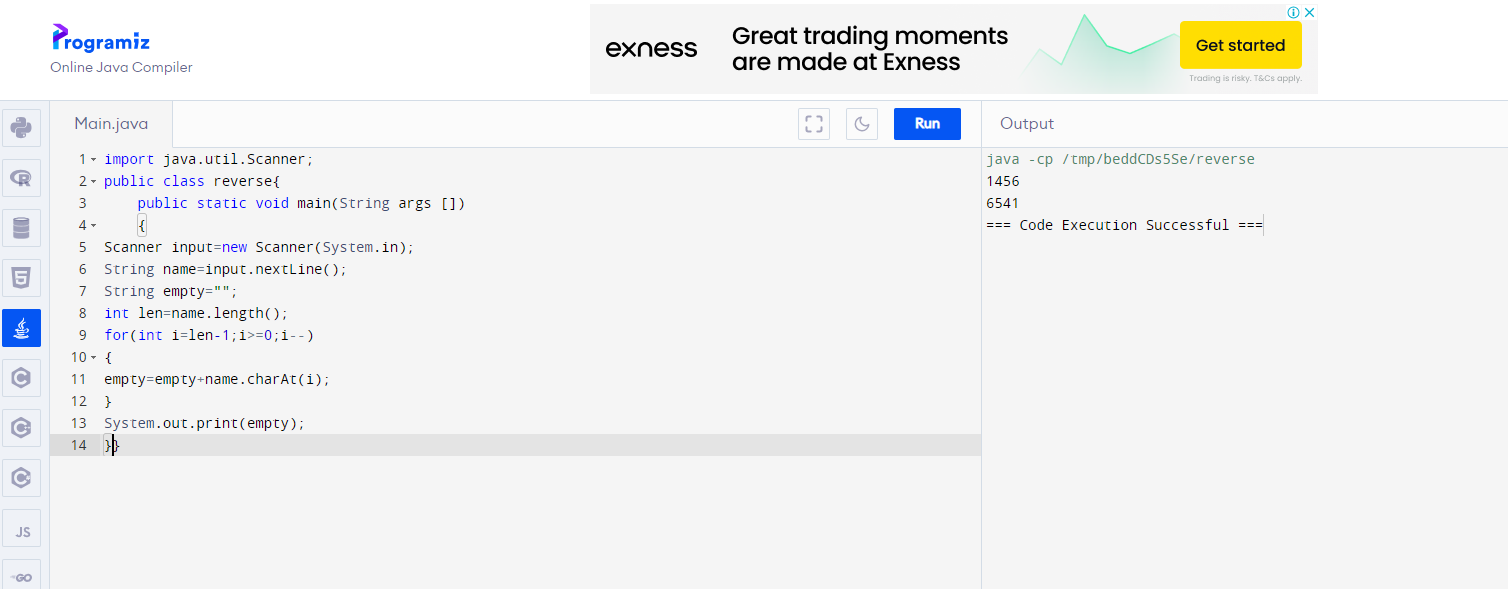 Programiz
Online Java Compiler
exness
Great trading moments
are made at Exness
Get started
Trading is risky. T&Cs apply.
Main.java
Run
Output
1 import java.util.Scanner;
2 public class reverse{
3 public static void main(String args [])
4 {
5 Scanner input=new Scanner(System.in);
6 String name=input.nextLine();
7 String empty="";
8 int len=name.length();
9 for(int i=len-1;i>=0;i--)
10 {
11 empty=empty+name.charAt(i);
12 }
13 System.out.print(empty);
14 }}
java -cp /tmp/beddCDs5Se/reverse
1456
6541
=== Code Execution Successful ===
R
5
C
C
C
JS
GO